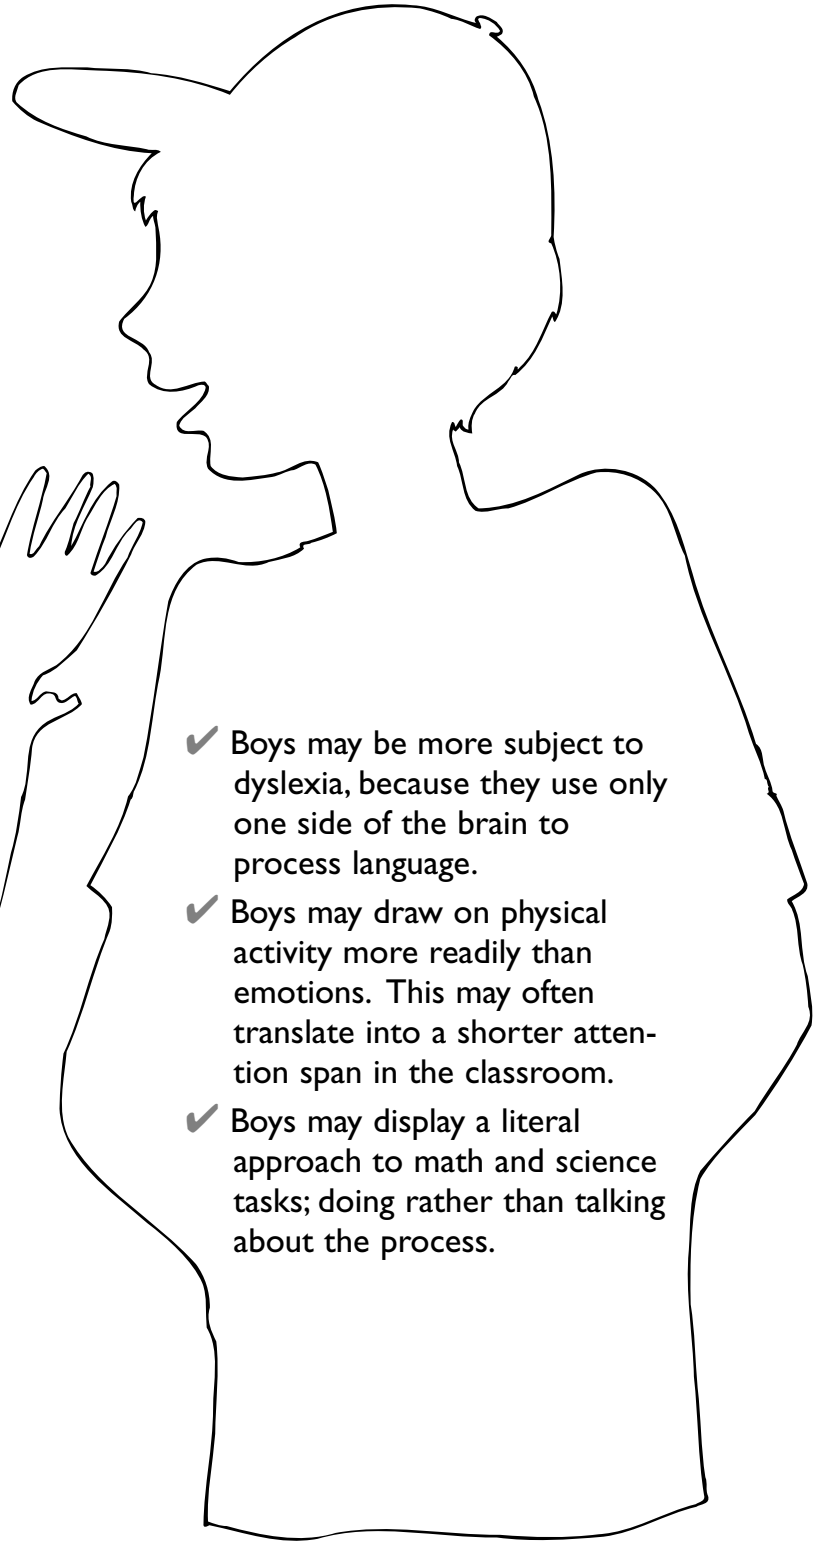 ✔ Boys may be more subject to
dyslexia, because they use only
one side of the brain to
process language.
✔ Boys may draw on physical
activity more readily than
emotions. This may often
translate into a shorter atten-
tion span in the classroom.
✔ Boys may display a literal
approach to math and science
tasks; doing rather than talking
about the process.